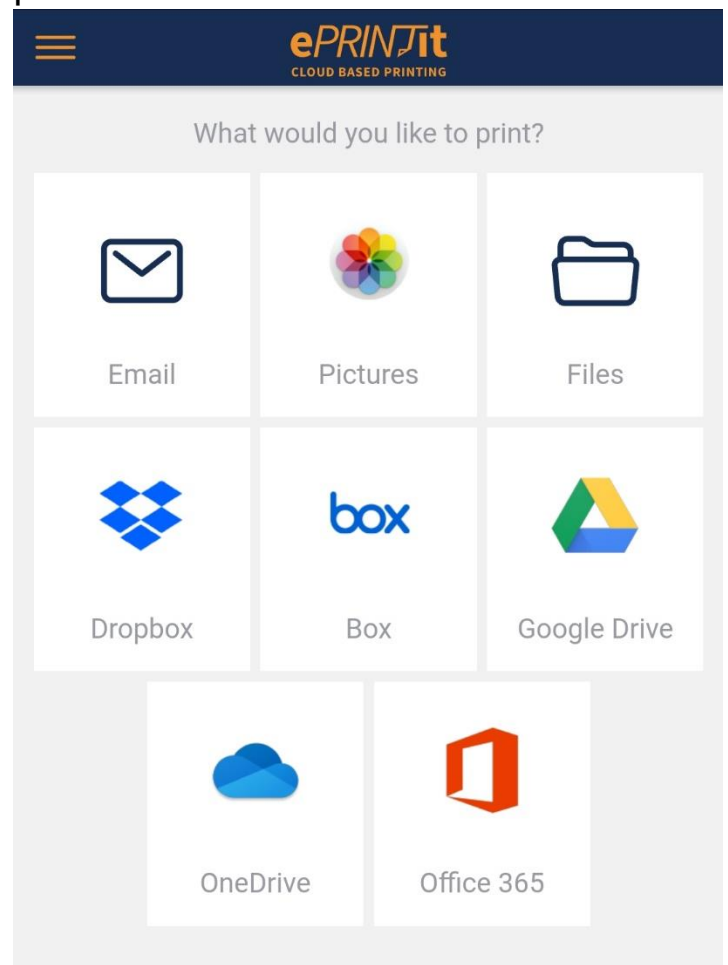 ePRINTit
CLOUD BASED PRINTING
What would you like to print?
Email
Pictures
Files
box
Dropbox
Box
Google Drive
OneDrive
Office 365